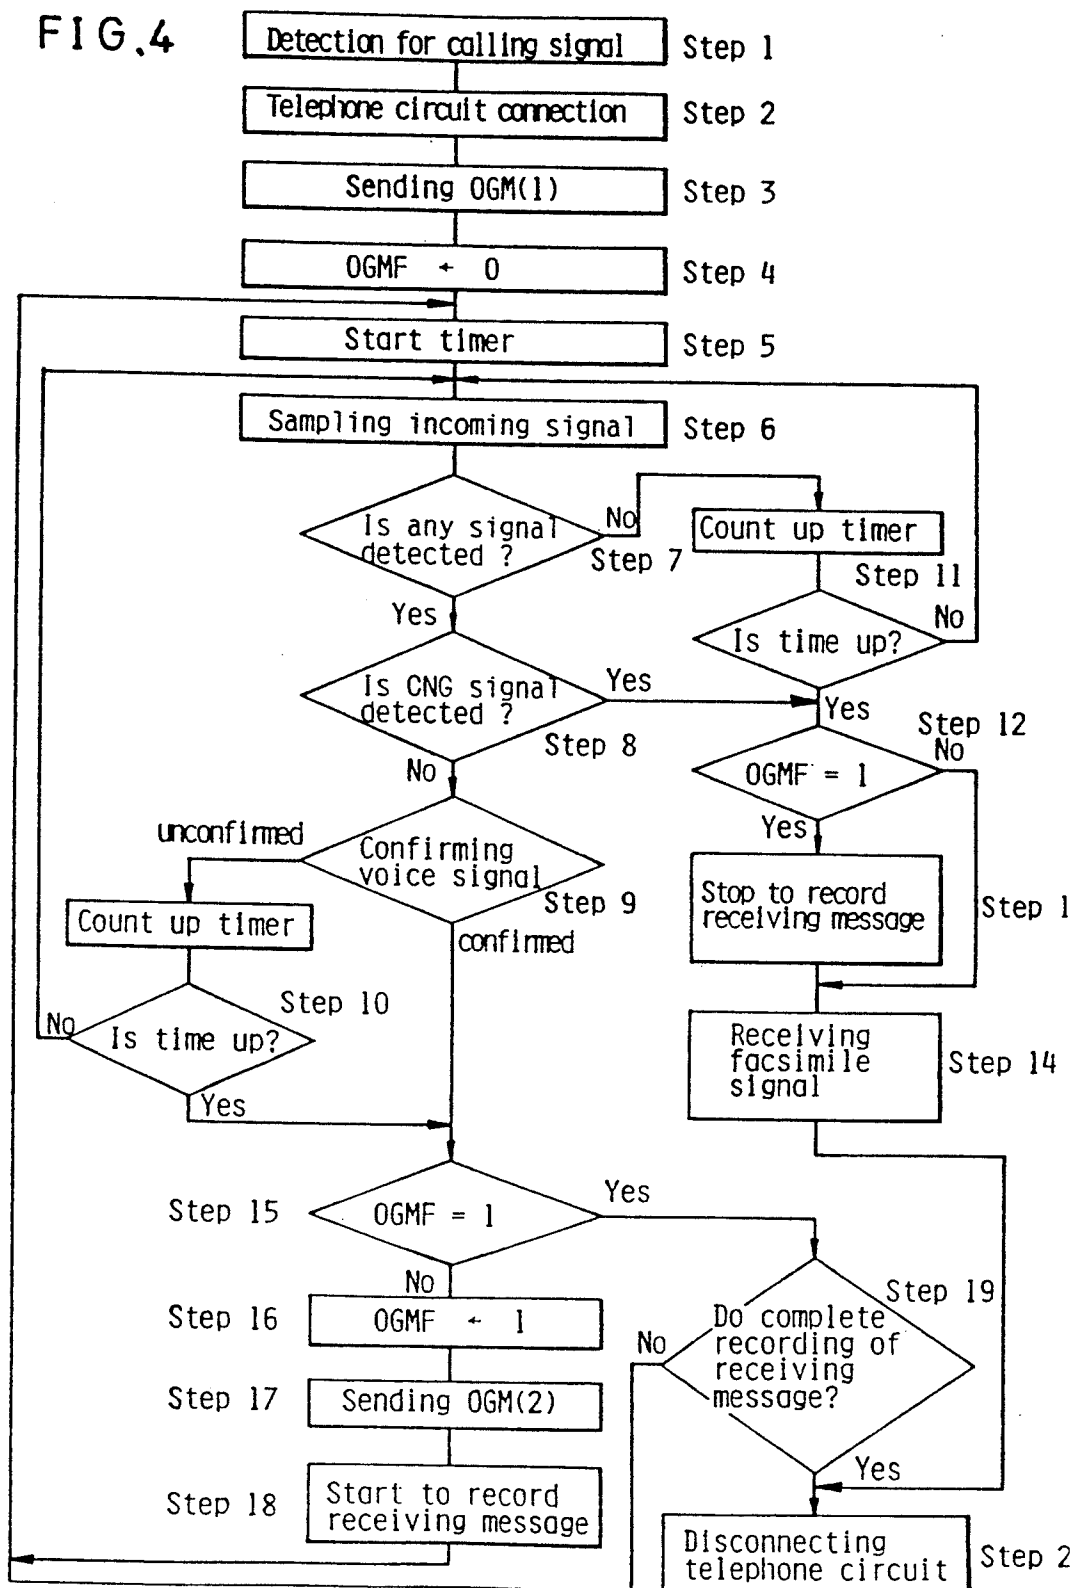 FIG.4
Detection for calling signal
Step 1
Telephone circuit connection
Step 2
Sending OGM(1)
Step 3
OGMF ← 0
Step 4
Start timer
Step 5
Sampling incoming signal
Step 6
Is any signal
detected ?
No
Step 7
Count up timer
Step 11
Yes
Is time up?
No
Is CNG signal
detected ?
Yes
Step 8
Yes
Step 12
No
OGMF = 1
No
Yes
unconfirmed
Confirming
voice signal
Step 9
confirmed
Stop to record
receiving message
Step 1
Count up timer
Step 10
No
Is time up?
Yes
Receiving
facsimile
signal
Step 14
Step 15
OGMF = 1
Yes
No
Step 16
OGMF ← 1
Step 19
Do complete
recording of
receiving
message?
No
Yes
Step 17
Sending OGM(2)
Step 18
Start to record
receiving message
Disconnecting
telephone circuit
Step 2